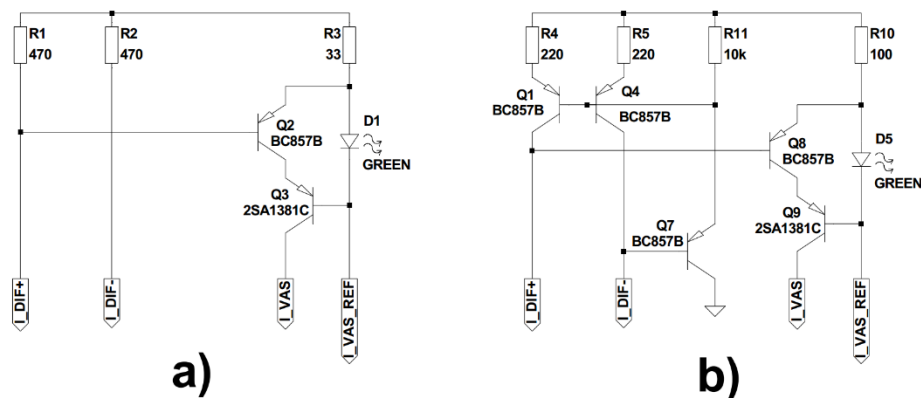 R1
470
R2
470
R3
33
Q2
BC857B
D1
GREEN
Q3
2SA1381C
I_DIF+
I_DIF-
I_VAS
I_VAS_REF
a)
R4
220
R5
220
R11
10k
R10
100
Q1
BC857B
Q4
BC857B
Q8
BC857B
D5
GREEN
Q7
BC857B
Q9
2SA1381C
I_DIF+
I_DIF-
I_VAS
I_VAS_REF
b)